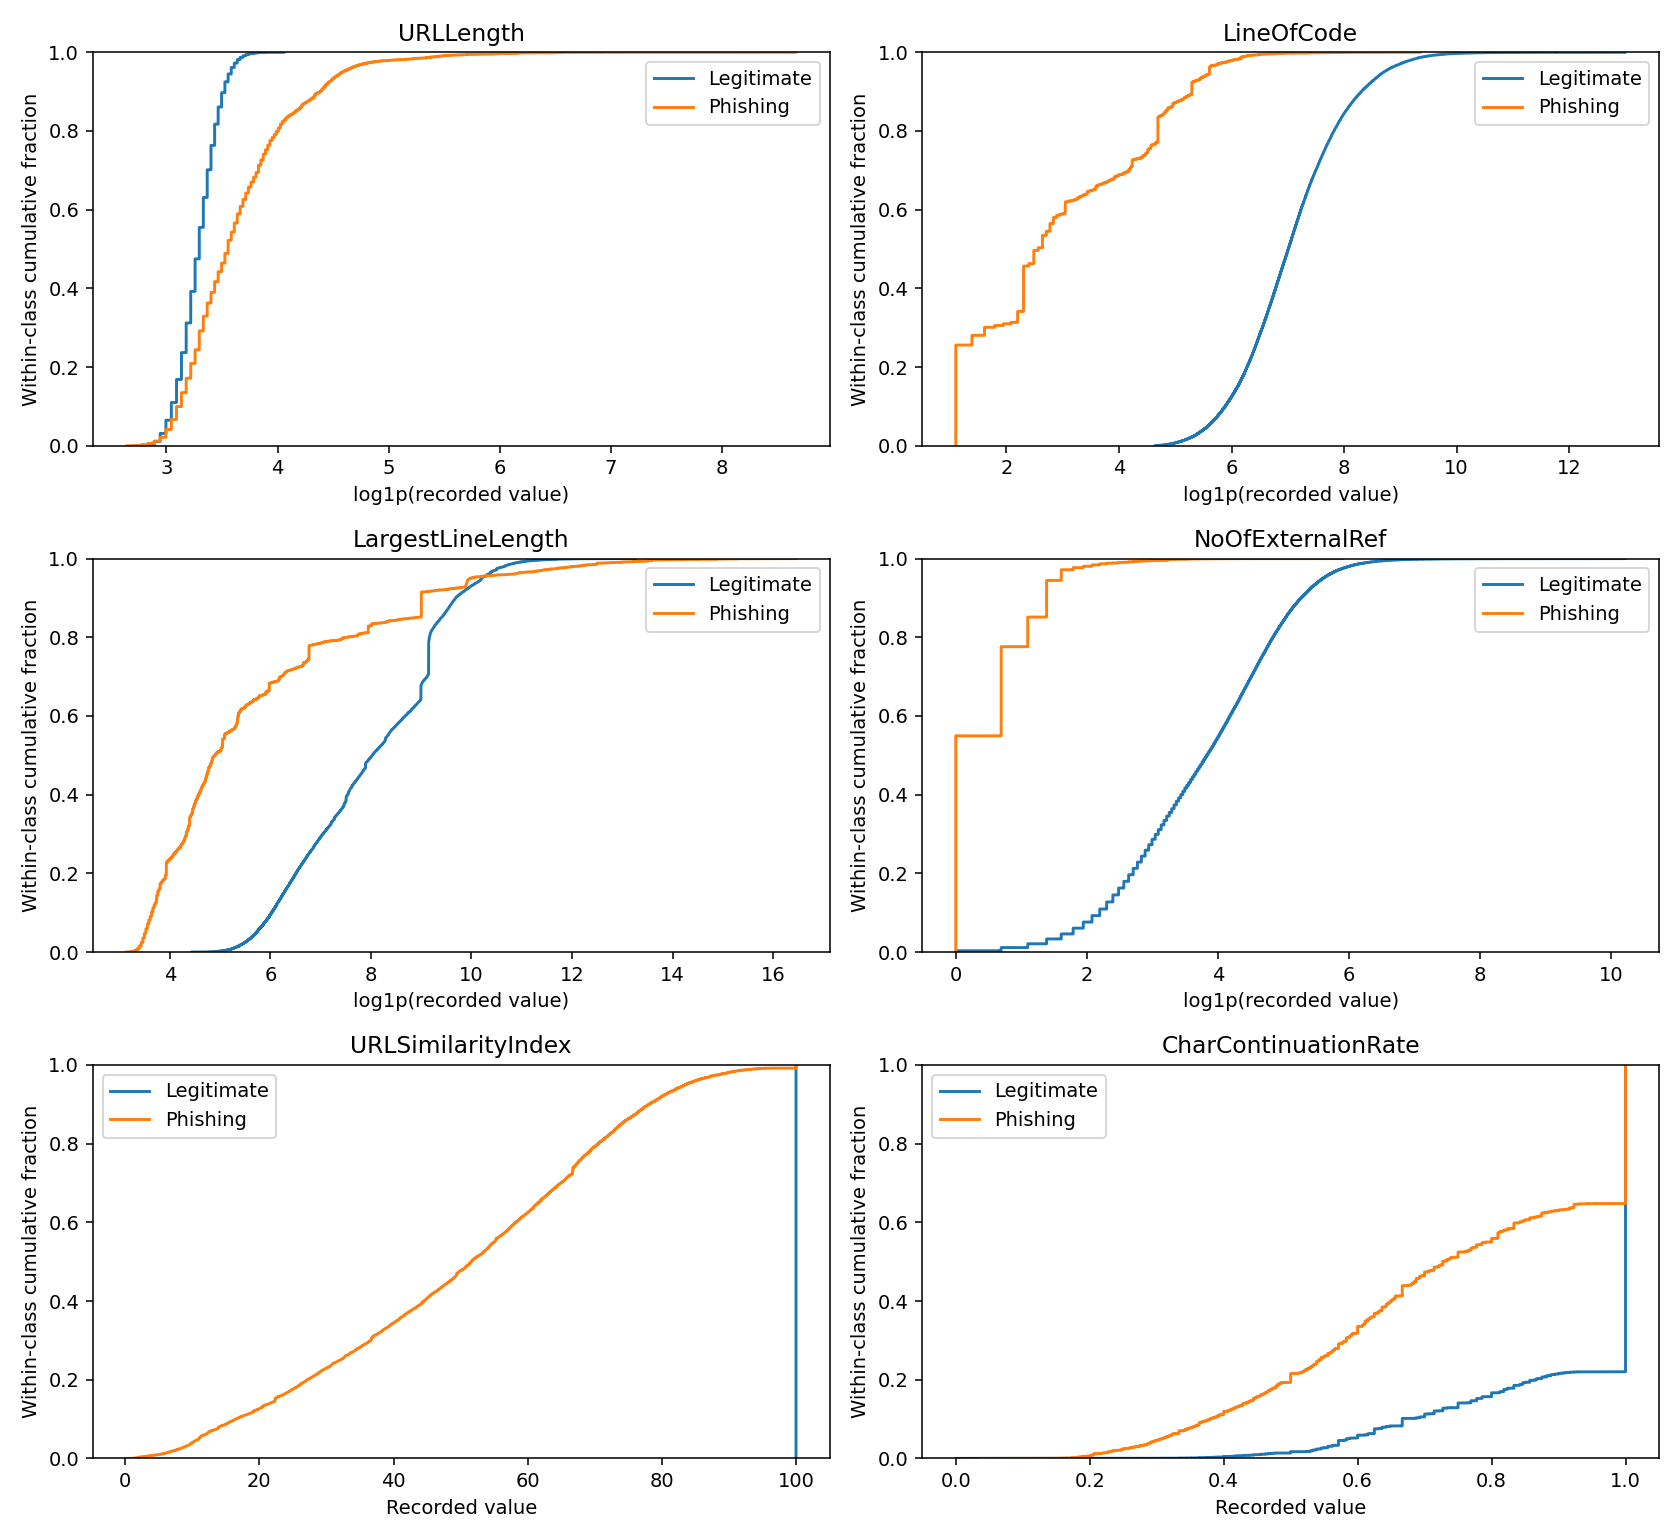 URLLength
Within-class cumulative fraction
1.0
0.8
0.6
0.4
0.2
0.0
Legitimate
Phishing
3 4 5 6 7 8
log1p(recorded value)
LineOfCode
Within-class cumulative fraction
1.0
0.8
0.6
0.4
0.2
0.0
Legitimate
Phishing
2 4 6 8 10 12
log1p(recorded value)
LargestLineLength
Within-class cumulative fraction
1.0
0.8
0.6
0.4
0.2
0.0
Legitimate
Phishing
4 6 8 10 12 14 16
log1p(recorded value)
NoOfExternalRef
Within-class cumulative fraction
1.0
0.8
0.6
0.4
0.2
0.0
Legitimate
Phishing
0 2 4 6 8 10
log1p(recorded value)
URLSimilarityIndex
Within-class cumulative fraction
1.0
0.8
0.6
0.4
0.2
0.0
Legitimate
Phishing
0 20 40 60 80 100
Recorded value
CharContinuationRate
Within-class cumulative fraction
1.0
0.8
0.6
0.4
0.2
0.0
Legitimate
Phishing
0.0 0.2 0.4 0.6 0.8 1.0
Recorded value